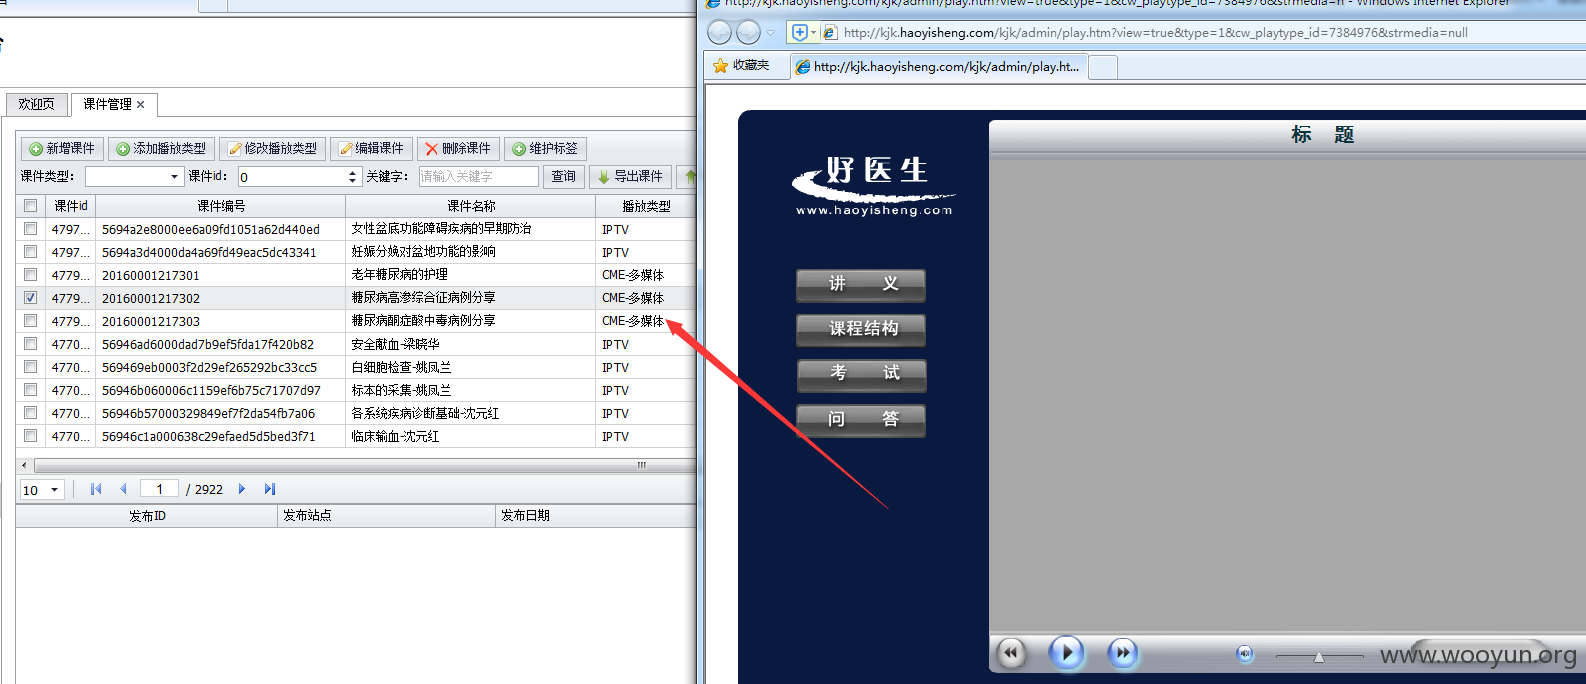 欢迎页 课件管理
新增课件 添加播放类型 修改播放类型 编辑课件 删除课件 维护标签
课件类型: 课件id: 0 关键字: 请输入关键字 查询 导出课件
课件id 课件编号 课件名称 播放类型
4797... 5694a2e8000ee6a09fd1051a62d440ed 女性盆底功能障碍疾病的早期防治 IPTV
4797... 5694a3d4000da4a69fd49eac5dc43341 妊娠分娩对盆地功能的影响 IPTV
4779... 20160001217301 老年糖尿病的护理 CME-多媒体
4779... 20160001217302 糖尿病高渗综合征病例分享 CME-多媒体
4779... 20160001217303 糖尿病酮症酸中毒病例分享 CME-多媒体
4770... 56946ad6000dad7b9ef5fda17f420b82 安全献血-梁晓华 IPTV
4770... 569469eb0003f2d29ef265292bc33cc5 白细胞检查-姚凤兰 IPTV
4770... 56946b060006c1159ef6b75c71707d97 标本的采集-姚凤兰 IPTV
4770... 56946b57000329849ef7f2da54fb7a06 各系统疾病诊断基础-沈元红 IPTV
4770... 56946c1a000638c29efaed5d5bed3f71 临床输血-沈元红 IPTV
10 1 / 2922
发布ID 发布站点 发布日期
http://kjk.haoyisheng.com/kjk/admin/play.htm?view=true&type=1&cw_playtype_id=7384976&strmedia=n - Windows Internet Explorer
http://kjk.haoyisheng.com/kjk/admin/play.htm?view=true&type=1&cw_playtype_id=7384976&strmedia=null
收藏夹 http://kjk.haoyisheng.com/kjk/admin/play.ht...
标 题
好医生
www.haoyisheng.com
讲 义
课程结构
考 试
问 答
www.wooyun.org